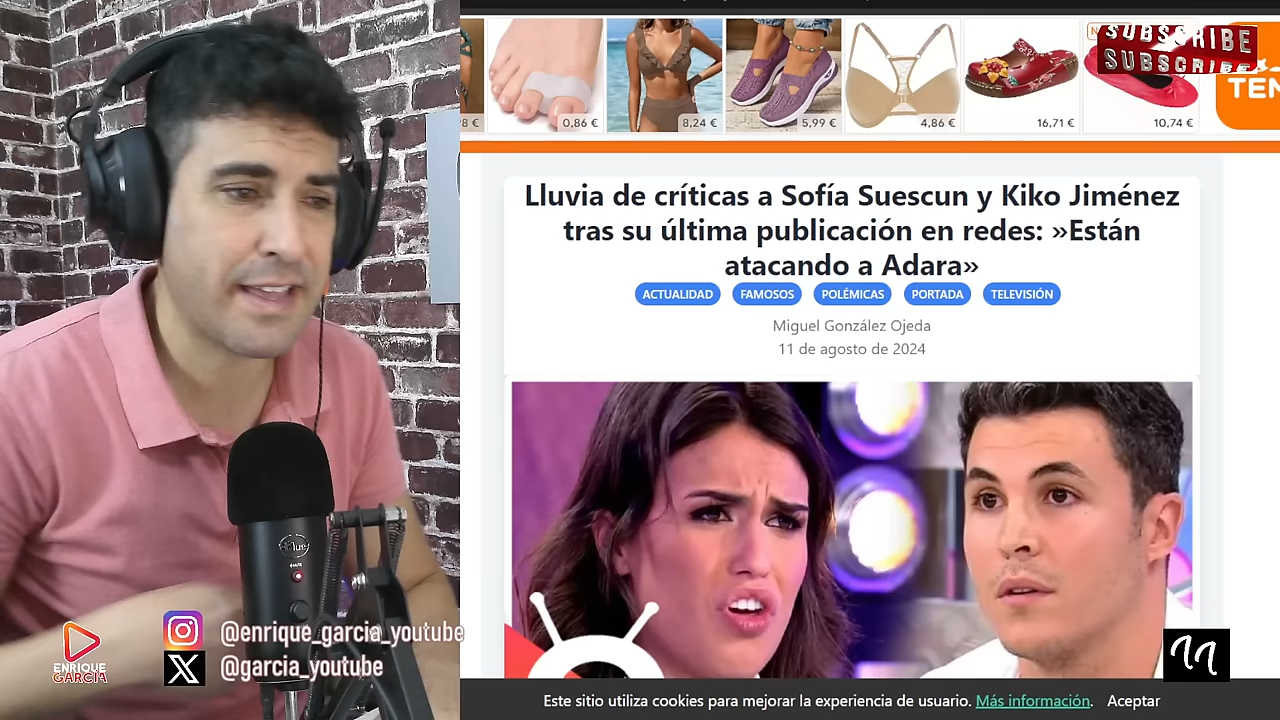 8 €
0,86 €
8,24 €
5,99 €
4,86 €
16,71 €
10,74 €
SUBSCRIBE
SUBSCRIBE
TEM
Lluvia de críticas a Sofía Suescun y Kiko Jiménez
tras su última publicación en redes: »Están
atacando a Adara»
ACTUALIDAD
FAMOSOS
POLÉMICAS
PORTADA
TELEVISIÓN
Miguel González Ojeda
11 de agosto de 2024
Blue
ENRIQUE
GARCIA
@enrique_garcia_youtube
@garcia_youtube
Este sitio utiliza cookies para mejorar la experiencia de usuario. Más información. Aceptar